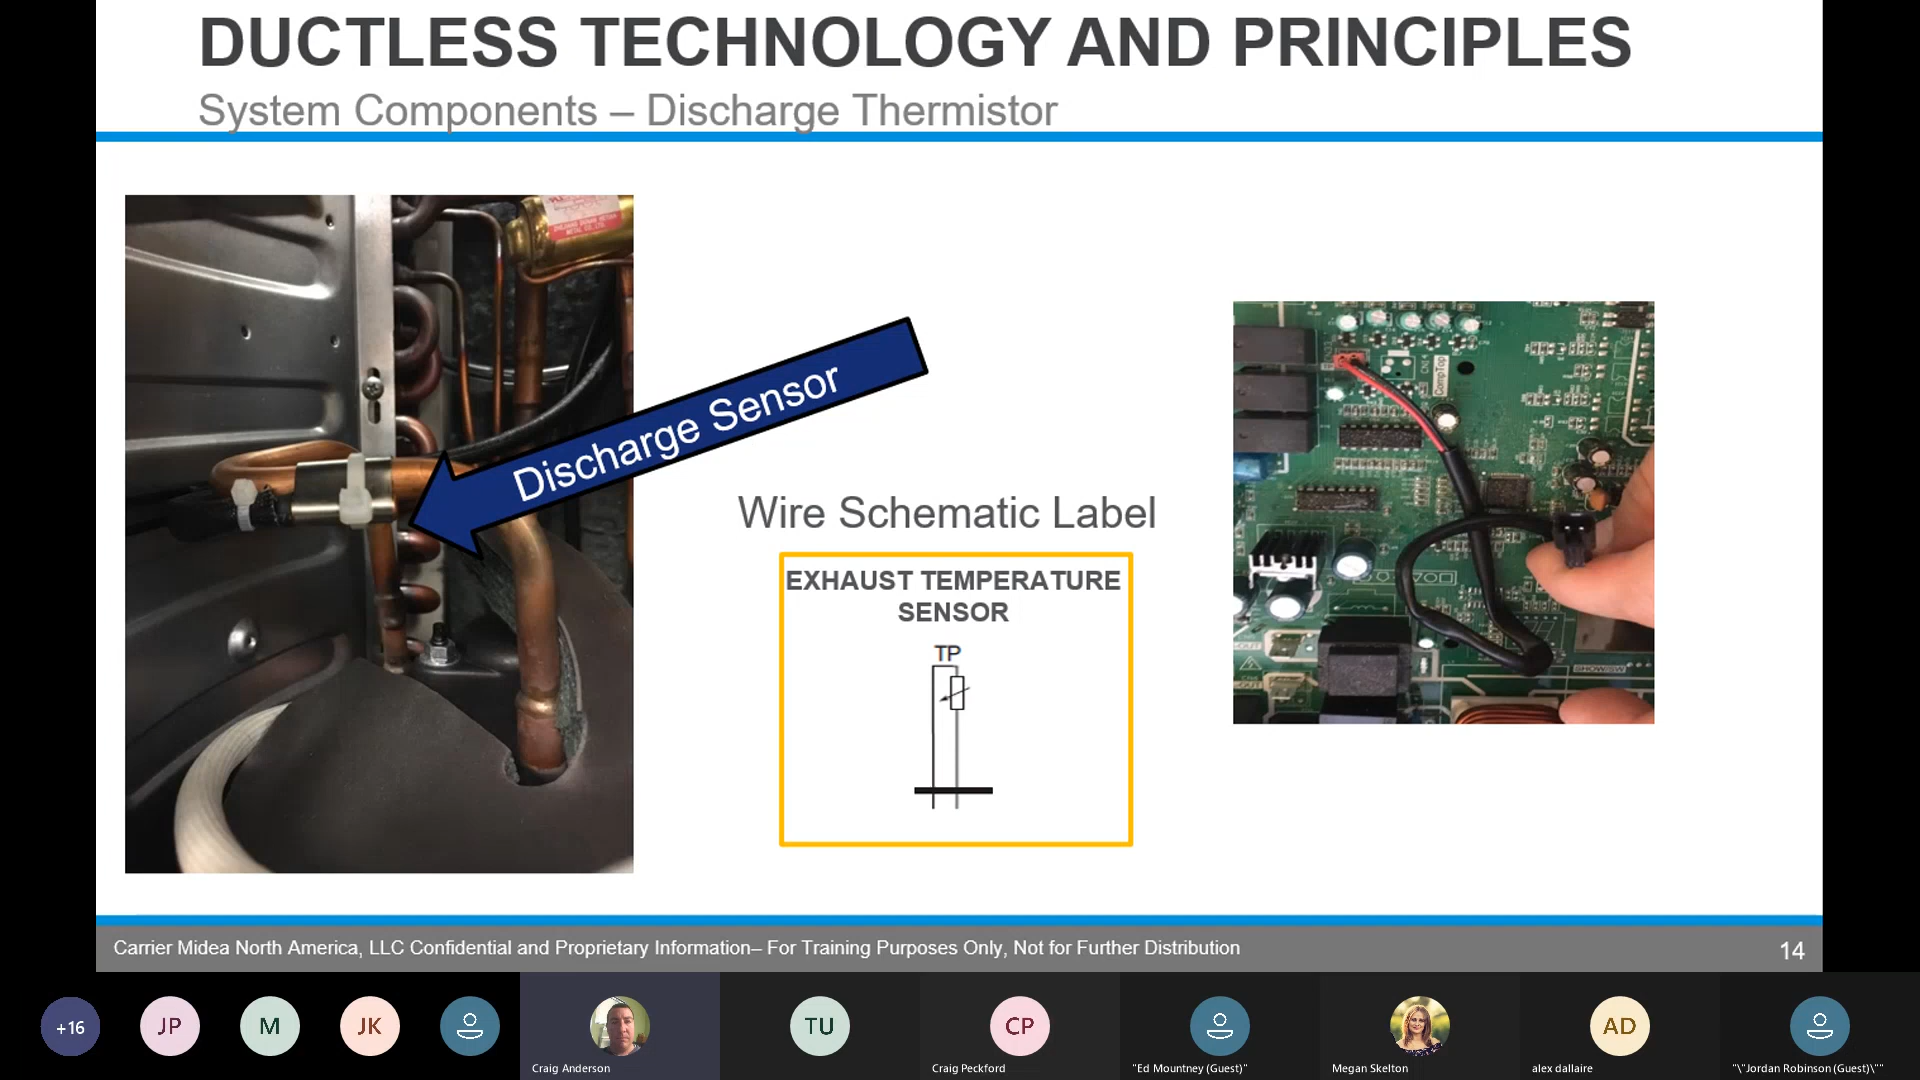 DUCTLESS TECHNOLOGY AND PRINCIPLES
System Components – Discharge Thermistor
Discharge Sensor
Wire Schematic Label
EXHAUST TEMPERATURE
SENSOR
TP
CN14
CompTop
Carrier Midea North America, LLC Confidential and Proprietary Information– For Training Purposes Only, Not for Further Distribution
14
+16
JP
M
JK
TU
CP
AD
Craig Anderson
Craig Peckford
"Ed Mountney (Guest)"
Megan Skelton
alex dallaire
"\"Jordan Robinson (Guest)\""